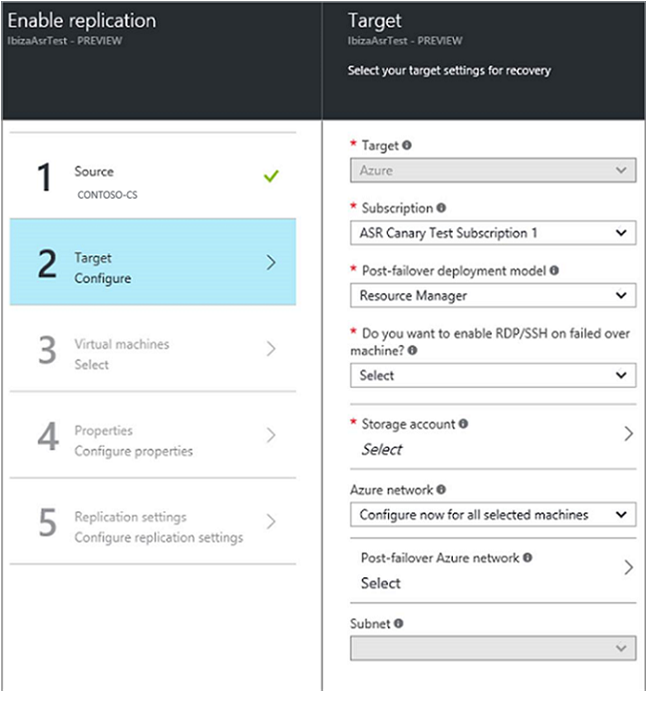 Enable replication
IbizaAsrTest - PREVIEW
1
Source
CONTOSO-CS
2
Target
Configure
3
Virtual machines
Select
4
Properties
Configure properties
5
Replication settings
Configure replication settings
Target
IbizaAsrTest - PREVIEW
Select your target settings for recovery
* Target
Azure
* Subscription
ASR Canary Test Subscription 1
* Post-failover deployment model
Resource Manager
* Do you want to enable RDP/SSH on failed over
machine?
Select
* Storage account
Select
Azure network
Configure now for all selected machines
Post-failover Azure network
Select
Subnet